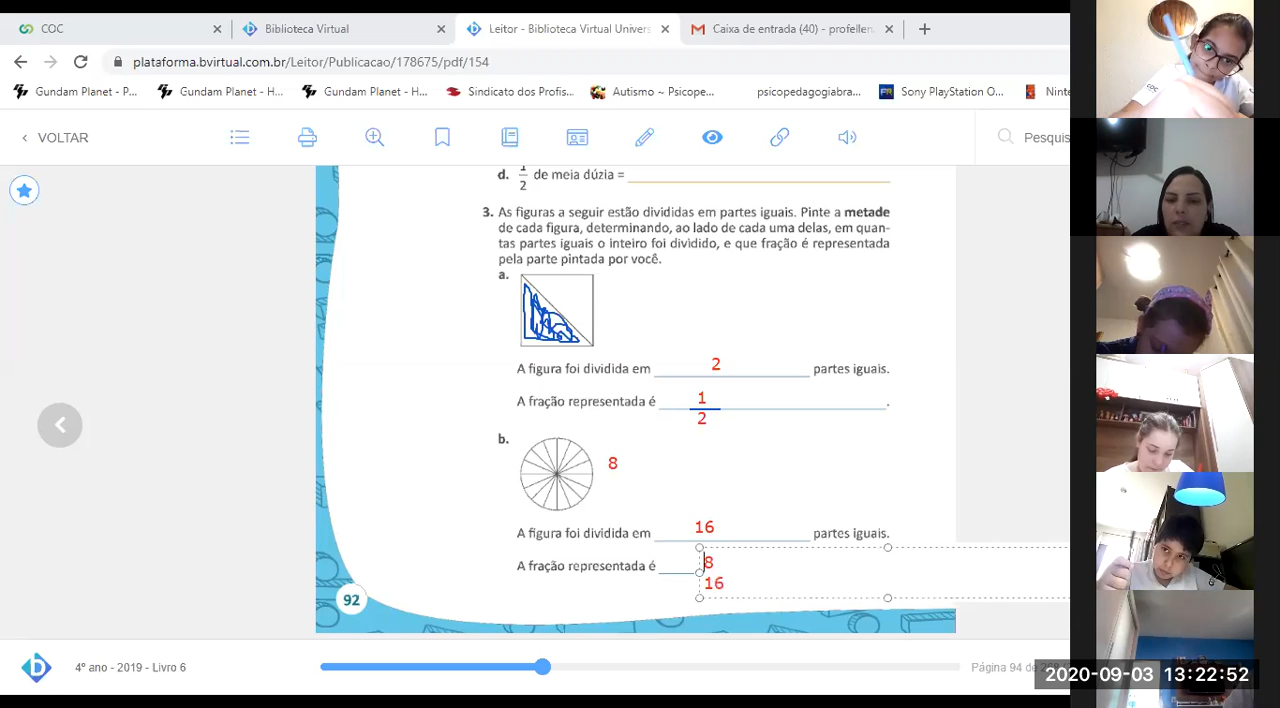 COC
Biblioteca Virtual
Leitor - Biblioteca Virtual Univers
Caixa de entrada (40) - profellen.
plataforma.bvirtual.com.br/Leitor/Publicacao/178675/pdf/154
Gundam Planet - P...
Gundam Planet - H...
Gundam Planet - H...
Sindicato dos Profis...
Autismo ~ Psicope...
psicopedagogiabra...
Sony PlayStation O...
Ninte
VOLTAR
Pesquis
d. 1/2 de meia dúzia =
3. As figuras a seguir estão divididas em partes iguais. Pinte a metade
de cada figura, determinando, ao lado de cada uma delas, em quan-
tas partes iguais o inteiro foi dividido, e que fração é representada
pela parte pintada por você.
a.
A figura foi dividida em 2 partes iguais.
A fração representada é 1/2.
b.
8
A figura foi dividida em 16 partes iguais.
A fração representada é 8
16
92
4º ano - 2019 - Livro 6
Página 94 de
2020-09-03 13:22:52